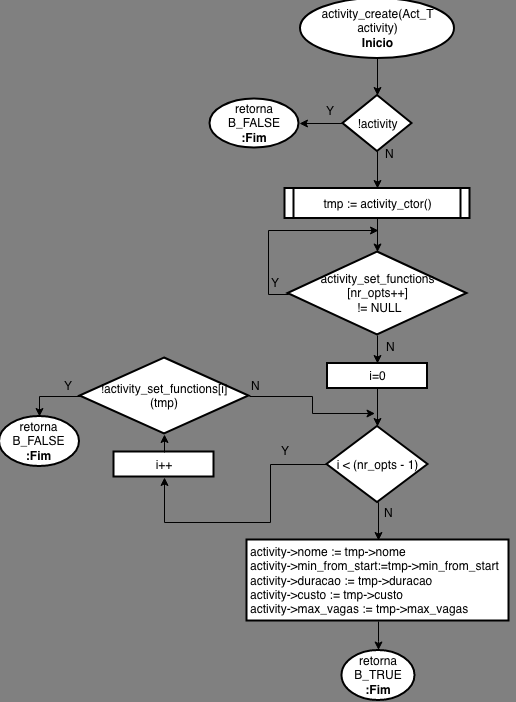 activity_create(Act_T
activity)
Inicio
Y
retorna
B_FALSE
:Fim
!activity
N
tmp := activity_ctor()
Y
activity_set_functions
[nr_opts++]
!= NULL
N
i=0
Y
!activity_set_functions[i]
(tmp)
N
retorna
B_FALSE
:Fim
i++
Y
i < (nr_opts - 1)
N
activity->nome := tmp->nome
activity->min_from_start:=tmp->min_from_start
activity->duracao := tmp->duracao
activity->custo := tmp->custo
activity->max_vagas := tmp->max_vagas
retorna
B_TRUE
:Fim